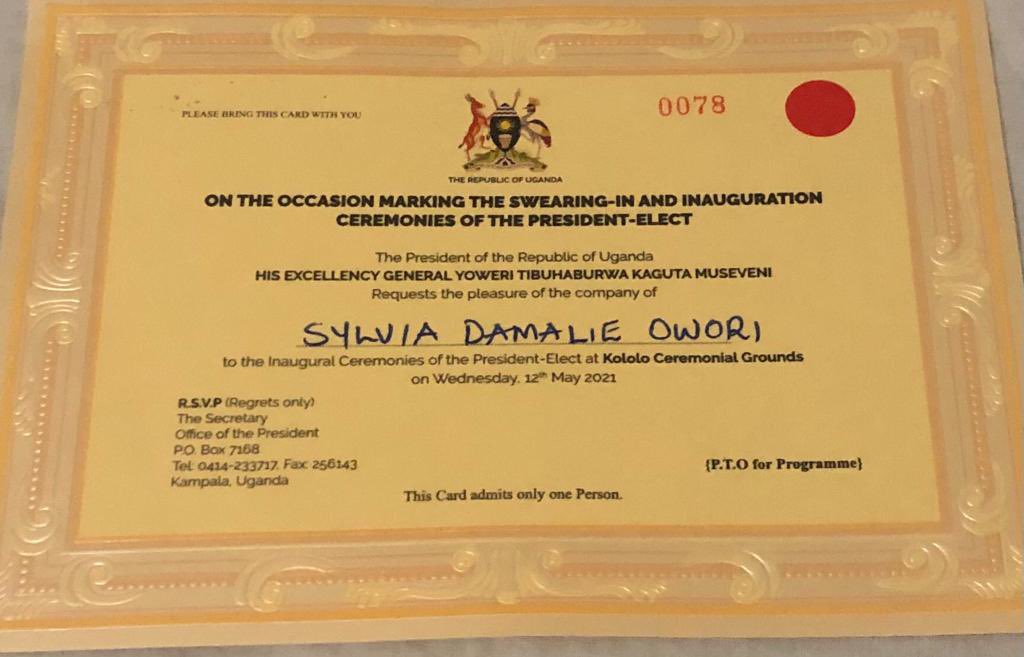 PLEASE BRING THIS CARD WITH YOU
0078
THE REPUBLIC OF UGANDA
ON THE OCCASION MARKING THE SWEARING-IN AND INAUGURATION
CEREMONIES OF THE PRESIDENT-ELECT
The President of the Republic of Uganda
HIS EXCELLENCY GENERAL YOWERI TIBUHABURWA KAGUTA MUSEVENI
Requests the pleasure of the company of
SYLVIA DAMALIE OWORI
to the Inaugural Ceremonies of the President-Elect at Kololo Ceremonial Grounds
on Wednesday, 12th May 2021
R.S.V.P (Regrets only)
The Secretary
Office of the President
P.O. Box 7168
Tel: 0414-233717, Fax: 256143
Kampala, Uganda
{P.T.O for Programme}
This Card admits only one Person.